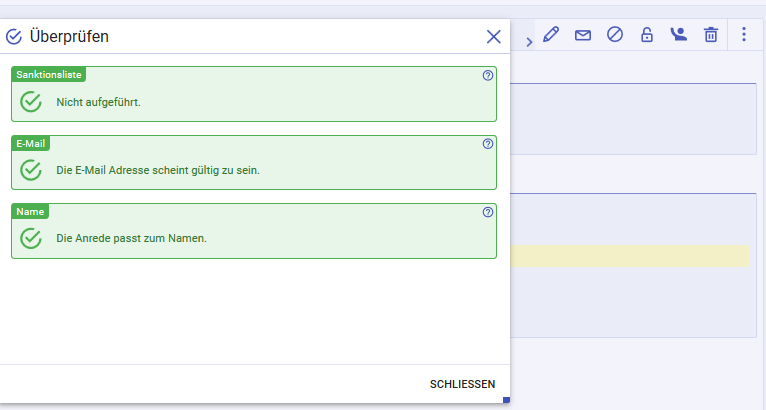 Überprüfen
Sanktionsliste
Nicht aufgeführt.
E-Mail
Die E-Mail Adresse scheint gültig zu sein.
Name
Die Anrede passt zum Namen.
SCHLIESSEN